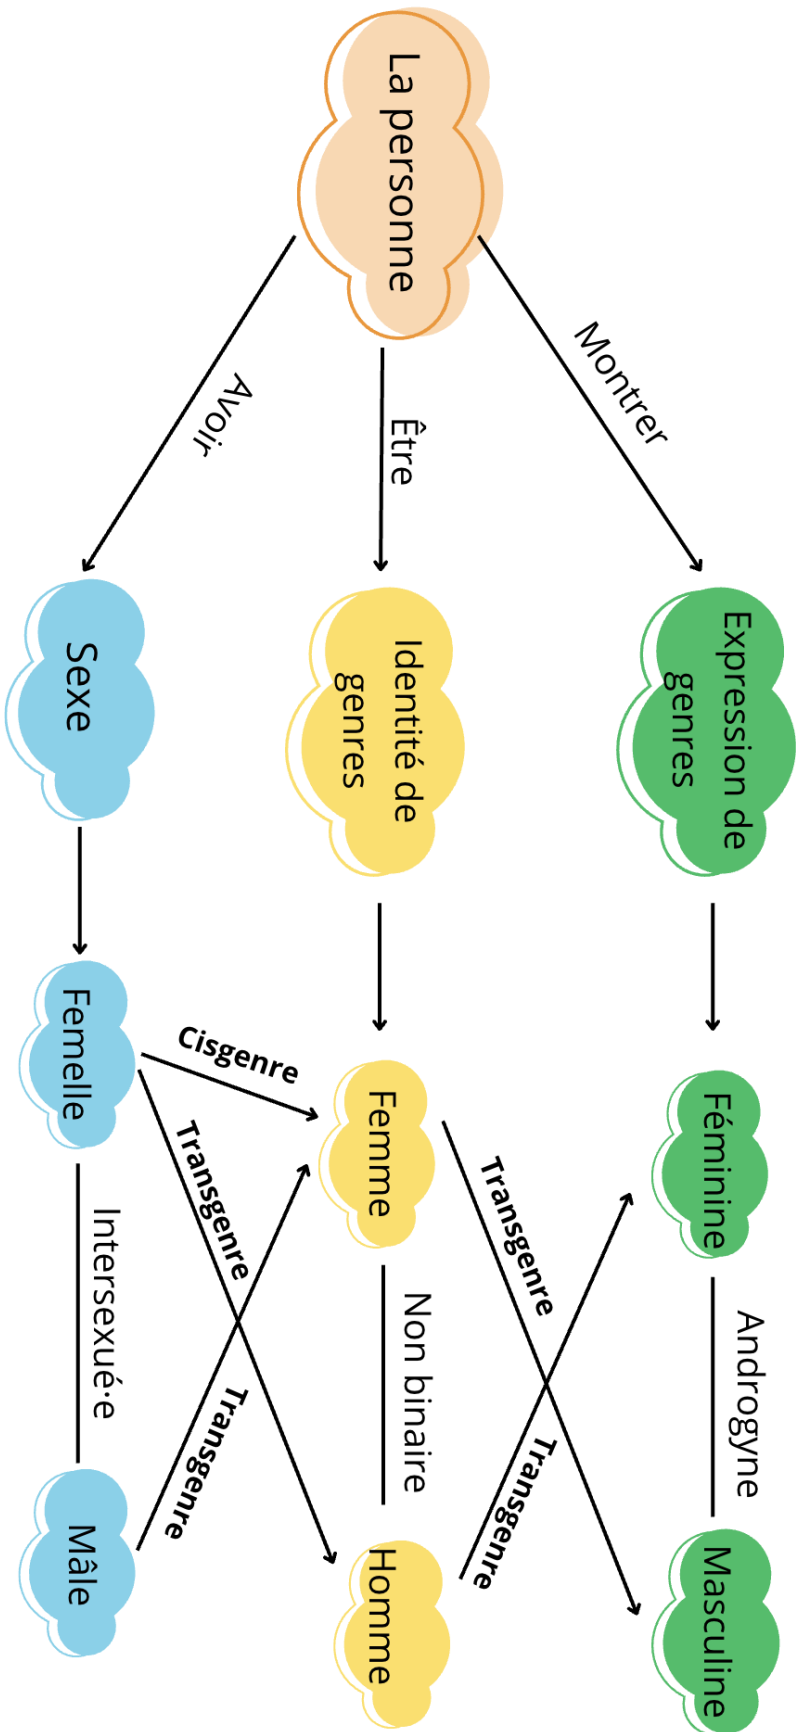 La personne
Montrer
Être
Avoir
Expression de
genres
Identité de
genres
Sexe
Féminine
Androgyne
Masculine
Transgenre
Transgenre
Femme
Non binaire
Homme
Cisgenre
Transgenre
Transgenre
Femelle
Intersexué·e
Mâle